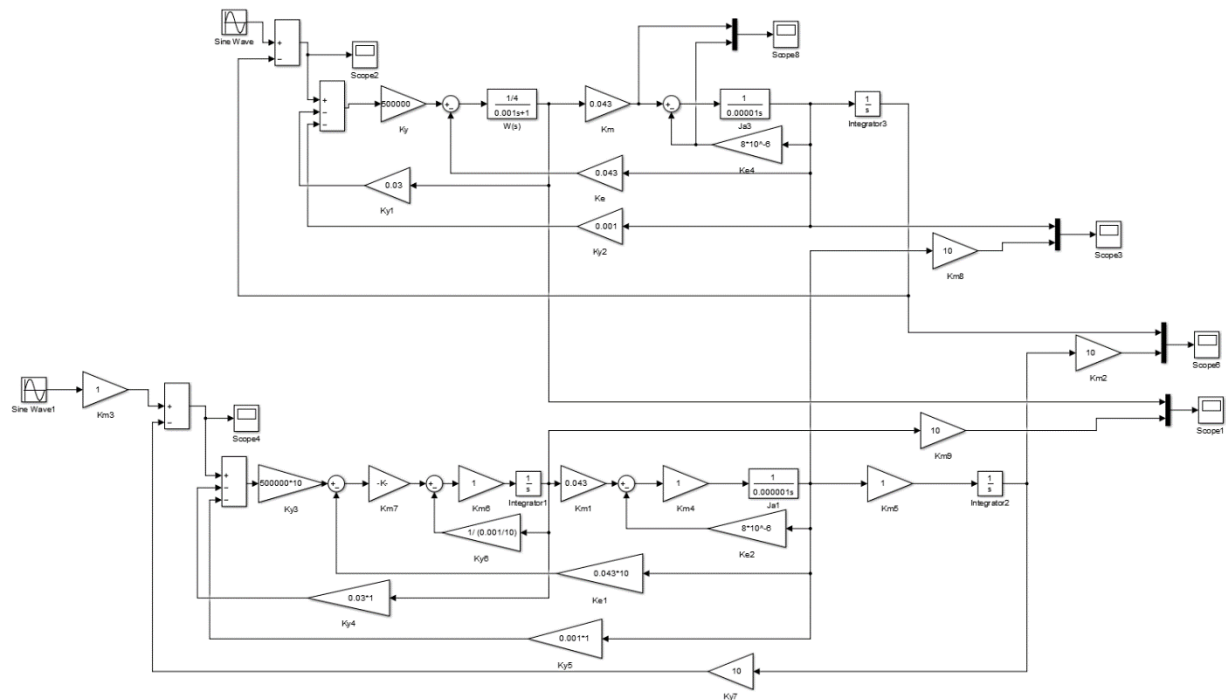 Sine Wave
+
−
Scope2
Scope8
+
−
−
500000
Ky
+
−
1/4
0.001s+1
W(s)
0.043
Km
+
−
1
0.00001s
Ja3
1
s
Integrator3
8*10^-6
Ke4
0.043
Ke
0.03
Ky1
0.001
Ky2
10
Km8
Scope3
10
Km2
Scope6
Sine Wave1
1
Km3
+
−
Scope4
10
Km9
Scope1
+
−
−
500000*10
Ky3
+
−
-K-
Km7
+
−
1
Km6
1
s
Integrator1
0.043
Km1
+
−
1
Km4
1
0.000001s
Ja1
1
Km5
1
s
Integrator2
1/ (0.001/10)
Ky6
8*10^-6
Ke2
0.043*10
Ke1
0.03*1
Ky4
0.001*1
Ky5
10
Ky7